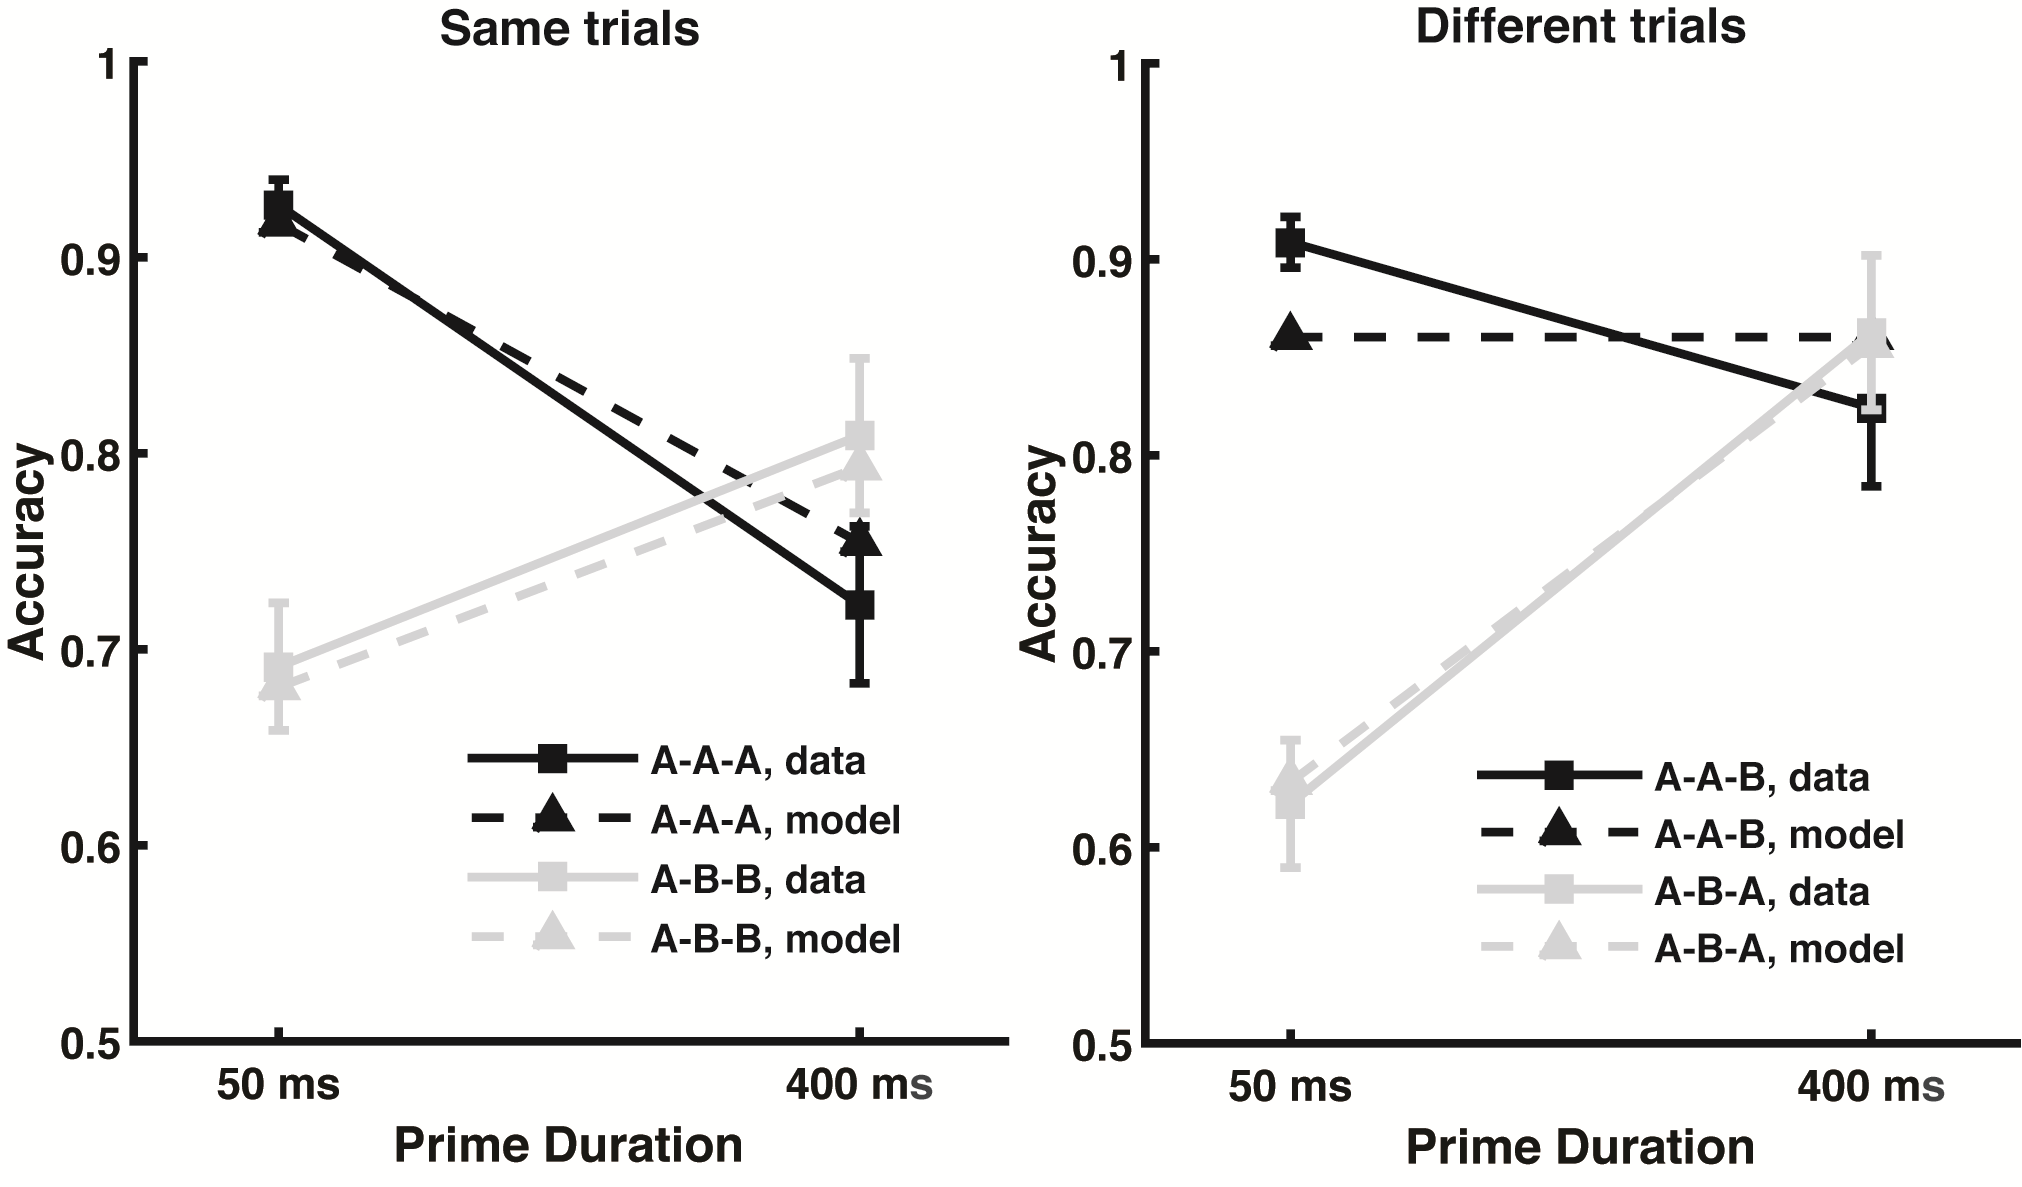 Same trials
1
0.9
0.8
0.7
0.6
0.5
Accuracy
A-A-A, data
A-A-A, model
A-B-B, data
A-B-B, model
50 ms
400 ms
Prime Duration
Different trials
1
0.9
0.8
0.7
0.6
0.5
Accuracy
A-A-B, data
A-A-B, model
A-B-A, data
A-B-A, model
50 ms
400 ms
Prime Duration